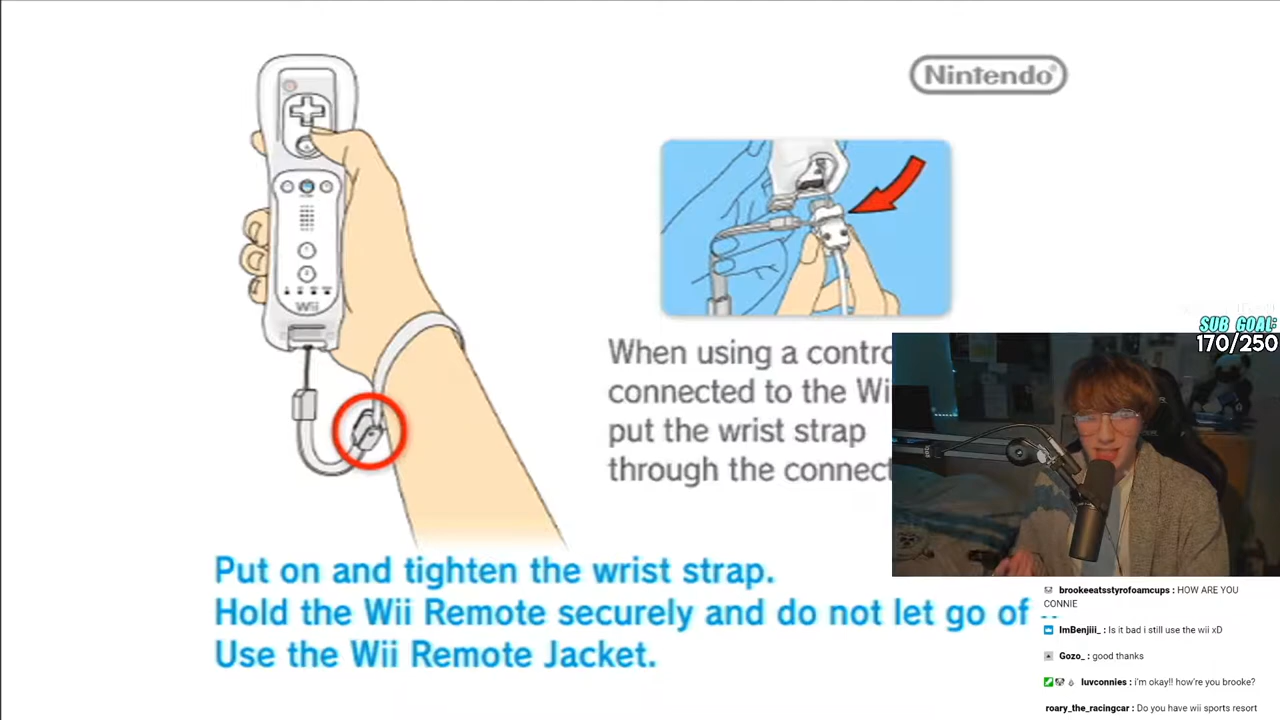 Nintendo®
Wii
When using a contro
connected to the Wi
put the wrist strap
through the connect
Put on and tighten the wrist strap.
Hold the Wii Remote securely and do not let go of
Use the Wii Remote Jacket.
SUB GOAL:
170/250
brookeeatsstyrofoamcups : HOW ARE YOU
CONNIE
ImBenjiii_ : Is it bad i still use the wii xD
Gozo_ : good thanks
luvconnies : i'm okay!! how're you brooke?
roary_the_racingcar : Do you have wii sports resort